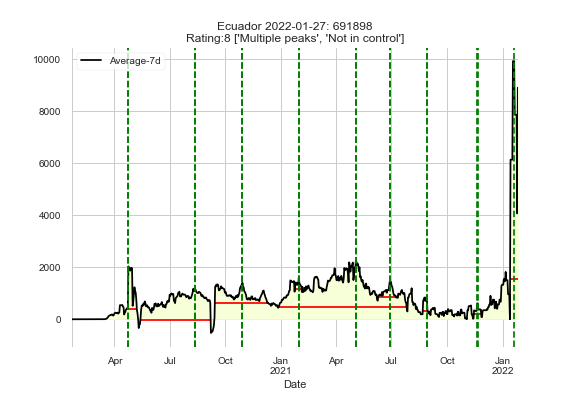 Ecuador 2022-01-27: 691898
Rating:8 ['Multiple peaks', 'Not in control']
Average-7d
10000
8000
6000
4000
2000
0
Apr Jul Oct Jan Apr Jul Oct Jan
2021 2022
Date